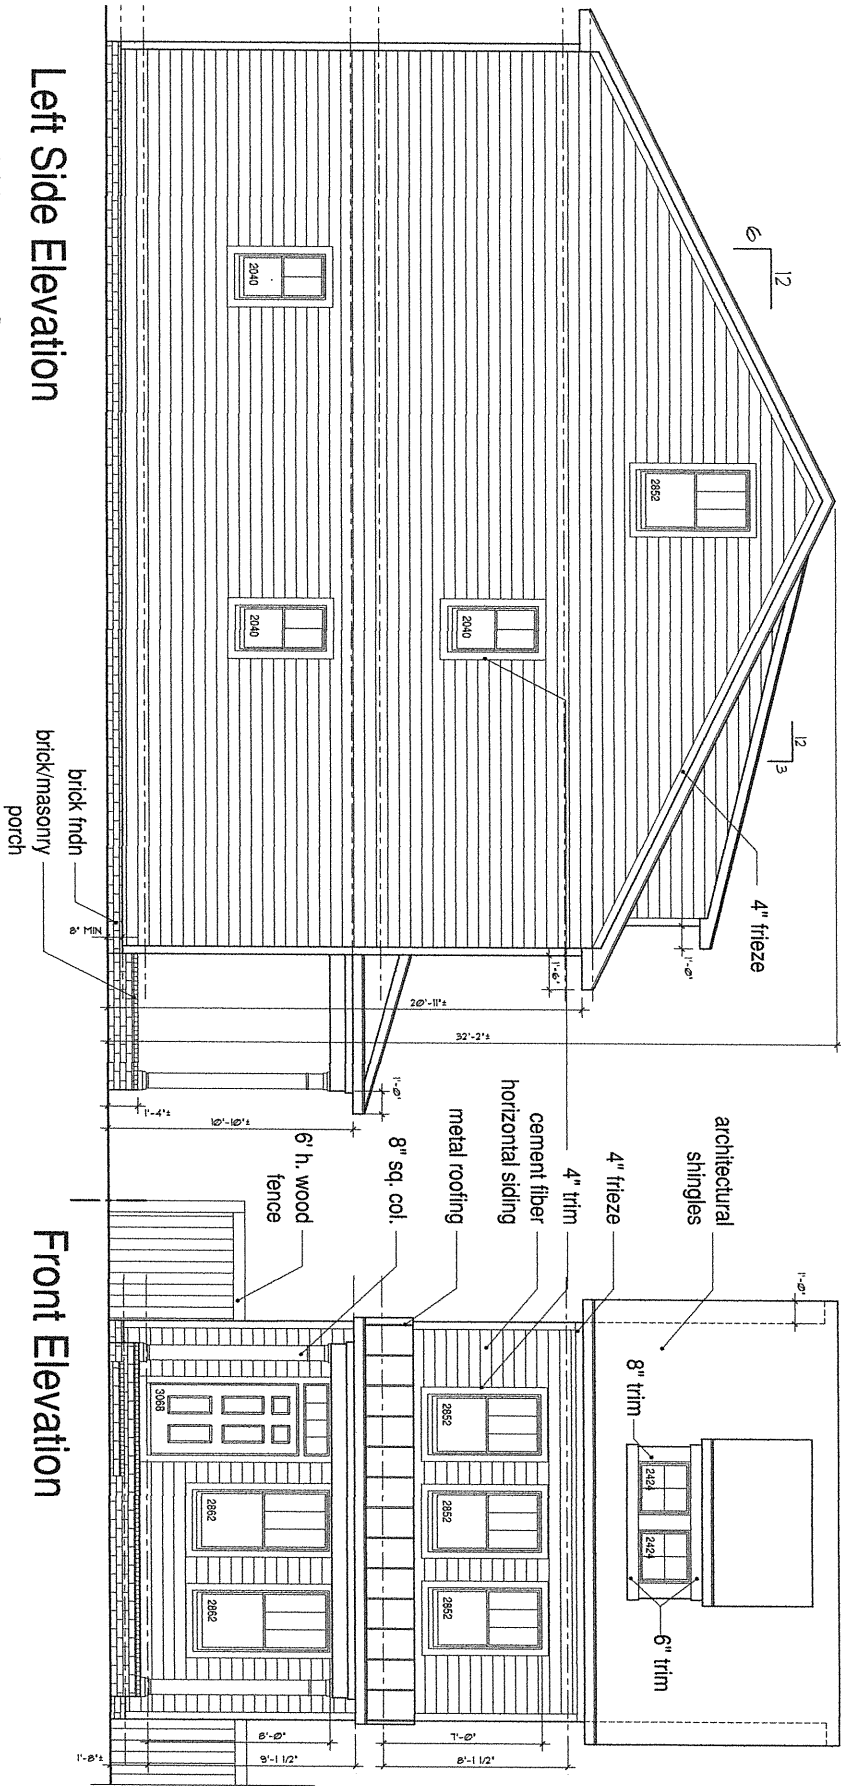 Left Side Elevation
6
12
12
3
2852
2040
2040
2040
4" frieze
brick fndn
brick/masonry
porch
8" MIN
1'-0"
1'-6"
20'-11"±
32'-2"±
1'-0"
1'-4"±
10'-10"±
Front Elevation
architectural
shingles
4" frieze
4" trim
cement fiber
horizontal siding
metal roofing
8" sq. col.
6' h. wood
fence
1'-0"
8" trim
6" trim
2424
2424
2852
2852
2852
3068
2862
2862
7'-0"
8'-1 1/2"
8'-0"
9'-1 1/2"
1'-8"±